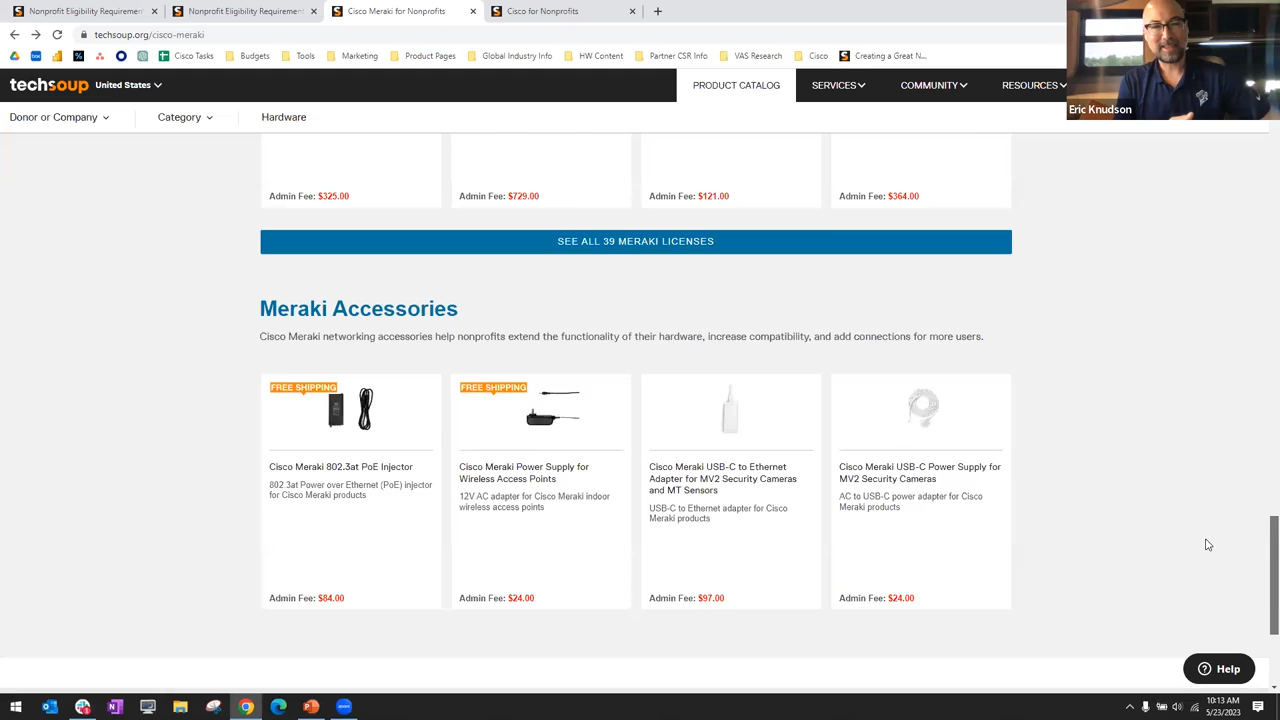 Nonprofit Eligibility Requirement
Nonprofit Eligibility Requirement
Cisco Meraki for Nonprofits
Cisco for Nonprofits
techsoup.org/cisco-meraki
Cisco Tasks
Budgets
Tools
Marketing
Product Pages
Global Industry Info
HW Content
Partner CSR Info
VAS Research
Cisco
Creating a Great N...
techsoup
United States
PRODUCT CATALOG
SERVICES
COMMUNITY
RESOURCES
Eric Knudson
Donor or Company
Category
Hardware
Admin Fee: $325.00
Admin Fee: $729.00
Admin Fee: $121.00
Admin Fee: $364.00
SEE ALL 39 MERAKI LICENSES
Meraki Accessories
Cisco Meraki networking accessories help nonprofits extend the functionality of their hardware, increase compatibility, and add connections for more users.
FREE SHIPPING
Cisco Meraki 802.3at PoE Injector
802.3at Power over Ethernet (PoE) injector
for Cisco Meraki products
Admin Fee: $84.00
FREE SHIPPING
Cisco Meraki Power Supply for
Wireless Access Points
12V AC adapter for Cisco Meraki indoor
wireless access points
Admin Fee: $24.00
Cisco Meraki USB-C to Ethernet
Adapter for MV2 Security Cameras
and MT Sensors
USB-C to Ethernet adapter for Cisco
Meraki products
Admin Fee: $97.00
Cisco Meraki USB-C Power Supply for
MV2 Security Cameras
AC to USB-C power adapter for Cisco
Meraki products
Admin Fee: $24.00
Help
10:13 AM
5/23/2023